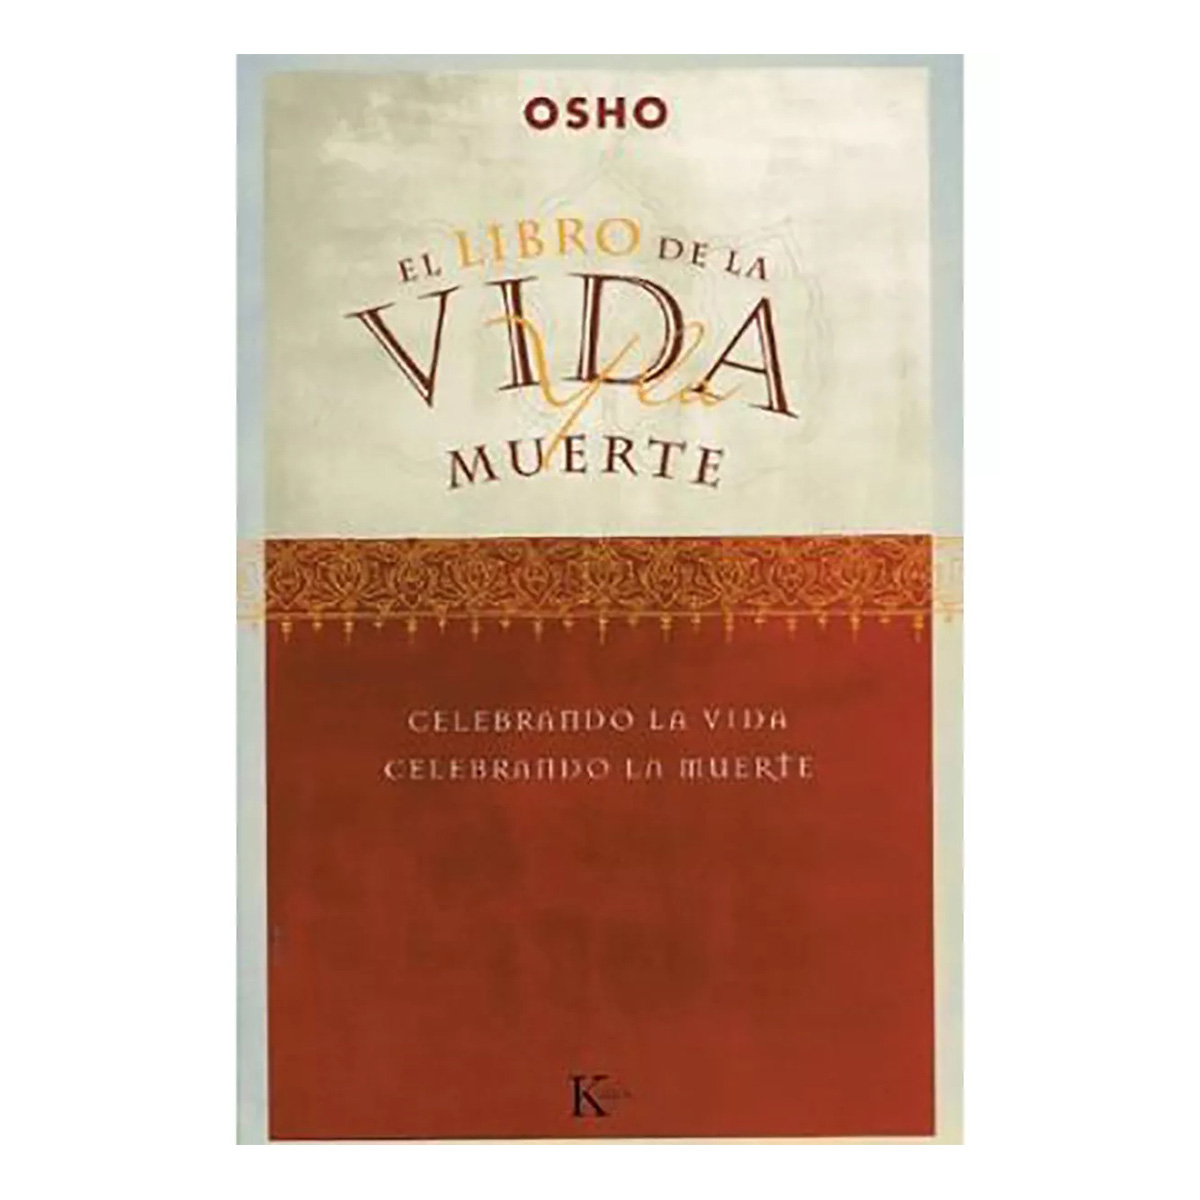 OSHO
EL LIBRO DE LA
VIDA
Y la
MUERTE
CELEBRANDO LA VIDA
CELEBRANDO LA MUERTE
K